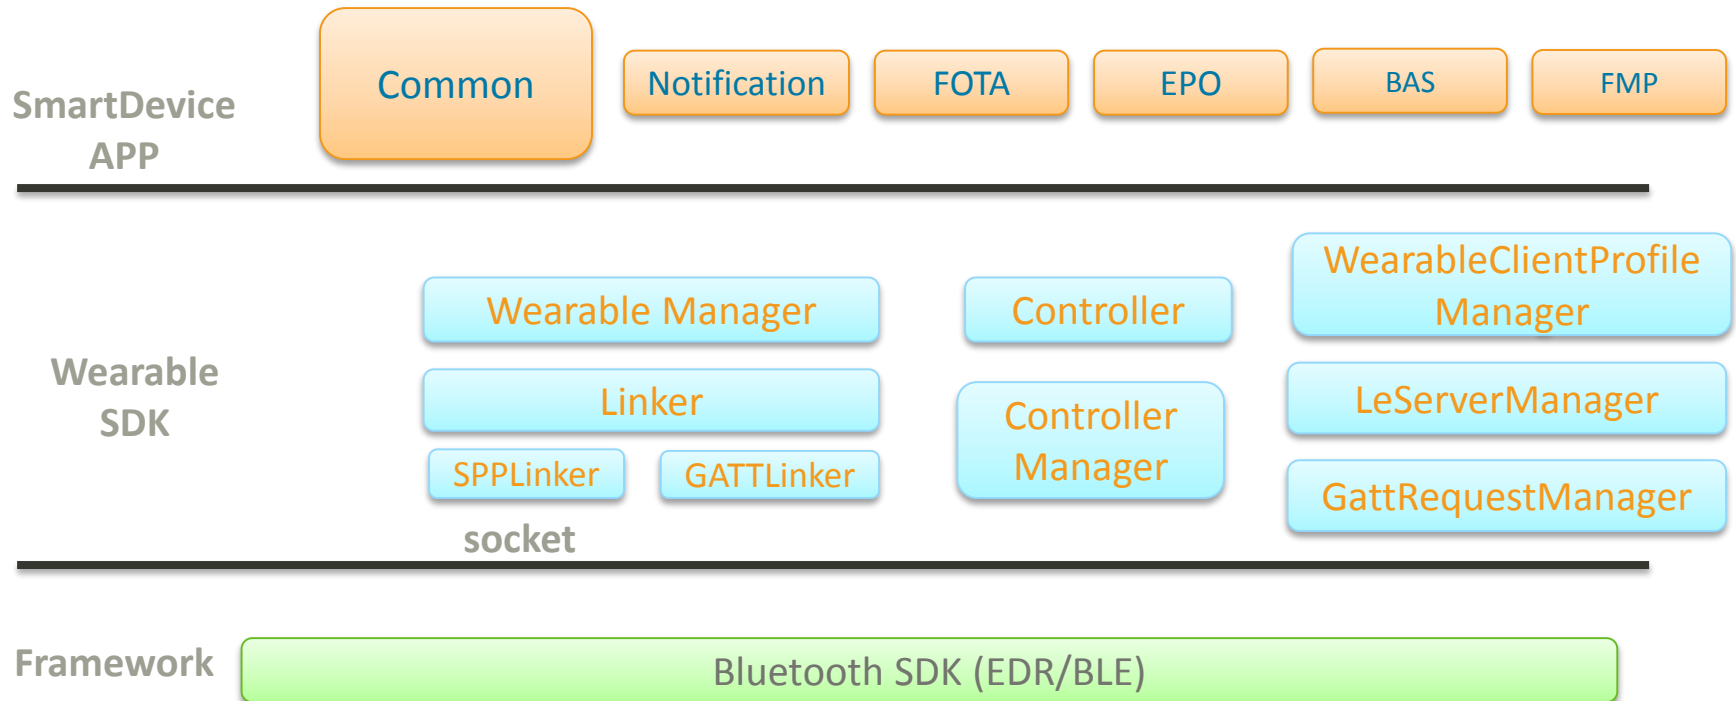 SmartDevice
APP
Common
Notification
FOTA
EPO
BAS
FMP
Wearable
SDK
Wearable Manager
Linker
SPPLinker
GATTLinker
socket
Controller
Controller
Manager
WearableClientProfile
Manager
LeServerManager
GattRequestManager
Framework
Bluetooth SDK (EDR/BLE)